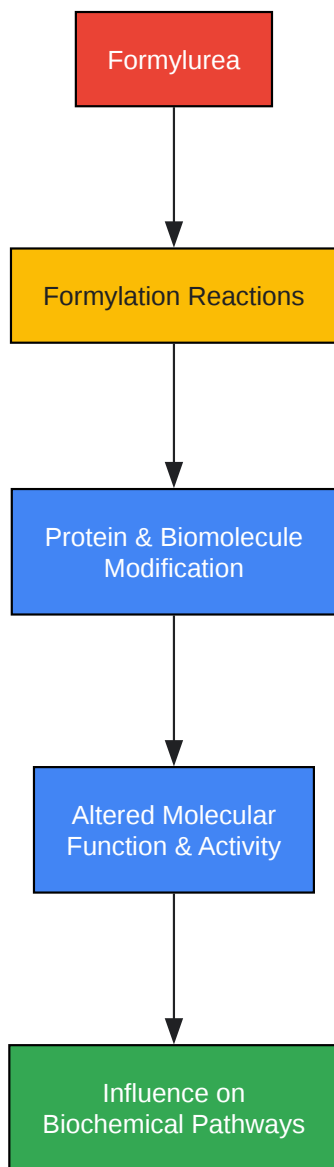 Formylurea
Formylation Reactions
Protein & Biomolecule
Modification
Altered Molecular
Function & Activity
Influence on
Biochemical Pathways